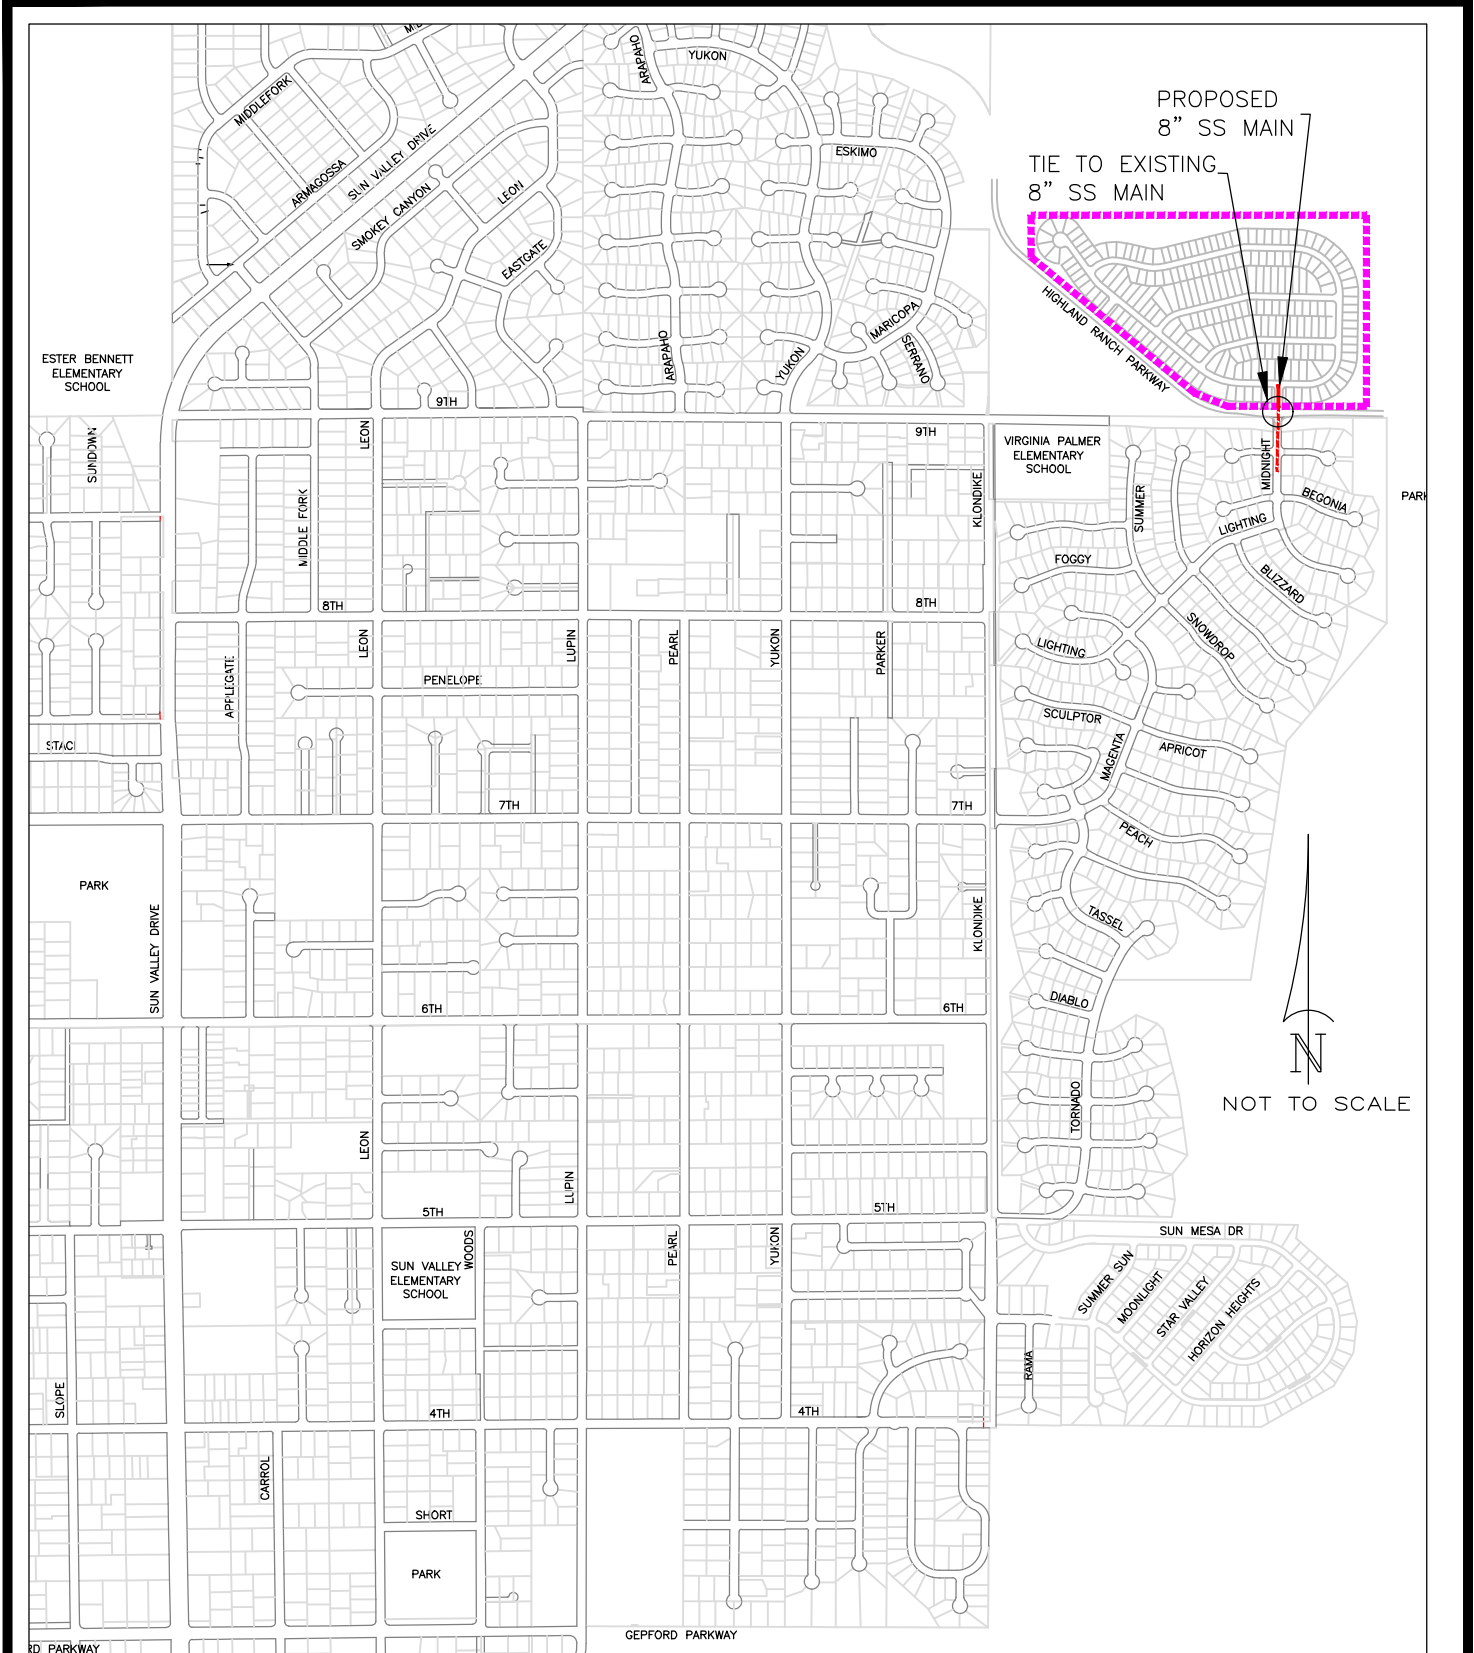 MIDDLEFORK
ARMAGOSSA
SUN VALLEY DRIVE
SMOKEY CANYON
LEON
EASTGATE
ARAPAHO
YUKON
ESKIMO
MARICOPA
SERRANO
YUKON
ARAPAHO
PROPOSED
8" SS MAIN
TIE TO EXISTING
8" SS MAIN
HIGHLAND RANCH PARKWAY
ESTER BENNETT
ELEMENTARY
SCHOOL
9TH
9TH
SUNDOWN
LEON
MIDDLE FORK
KLONDIKE
VIRGINIA PALMER
ELEMENTARY
SCHOOL
SUMMER
MIDNIGHT
BEGONIA
LIGHTING
BLIZZARD
FOGGY
SNOWDROP
PARK
8TH
8TH
APPLEGATE
LEON
PENELOPE
LUPIN
PEARL
YUKON
PARKER
LIGHTING
SCULPTOR
MAGENTA
APRICOT
STACI
7TH
7TH
PEACH
PARK
SUN VALLEY DRIVE
KLONDIKE
TASSEL
6TH
6TH
DIABLO
N
NOT TO SCALE
TORNADO
LEON
LUPIN
5TH
5TH
SUN MESA DR
WOODS
PEARL
YUKON
SUN VALLEY
ELEMENTARY
SCHOOL
SUMMER SUN
MOONLIGHT
STAR VALLEY
HORIZON HEIGHTS
RAMA
SLOPE
4TH
4TH
CARROL
SHORT
PARK
GEPFORD PARKWAY
RD PARKWAY